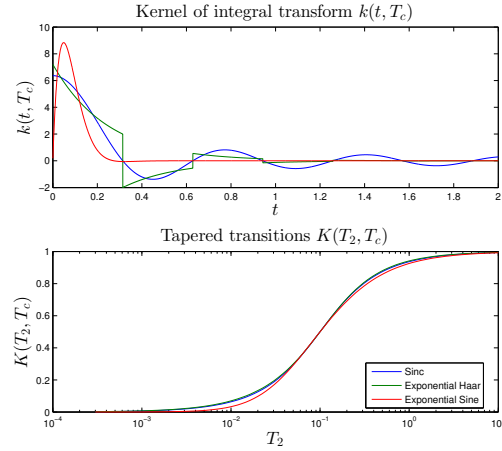 Kernel of integral transform k(t, T_c)
k(t, T_c)
10
8
6
4
2
0
−2
0 0.2 0.4 0.6 0.8 1 1.2 1.4 1.6 1.8 2
t
Tapered transitions K(T_2, T_c)
K(T_2, T_c)
1
0.8
0.6
0.4
0.2
0
10^−4 10^−3 10^−2 10^−1 10^0 10
T_2
Sinc
Exponential Haar
Exponential Sine